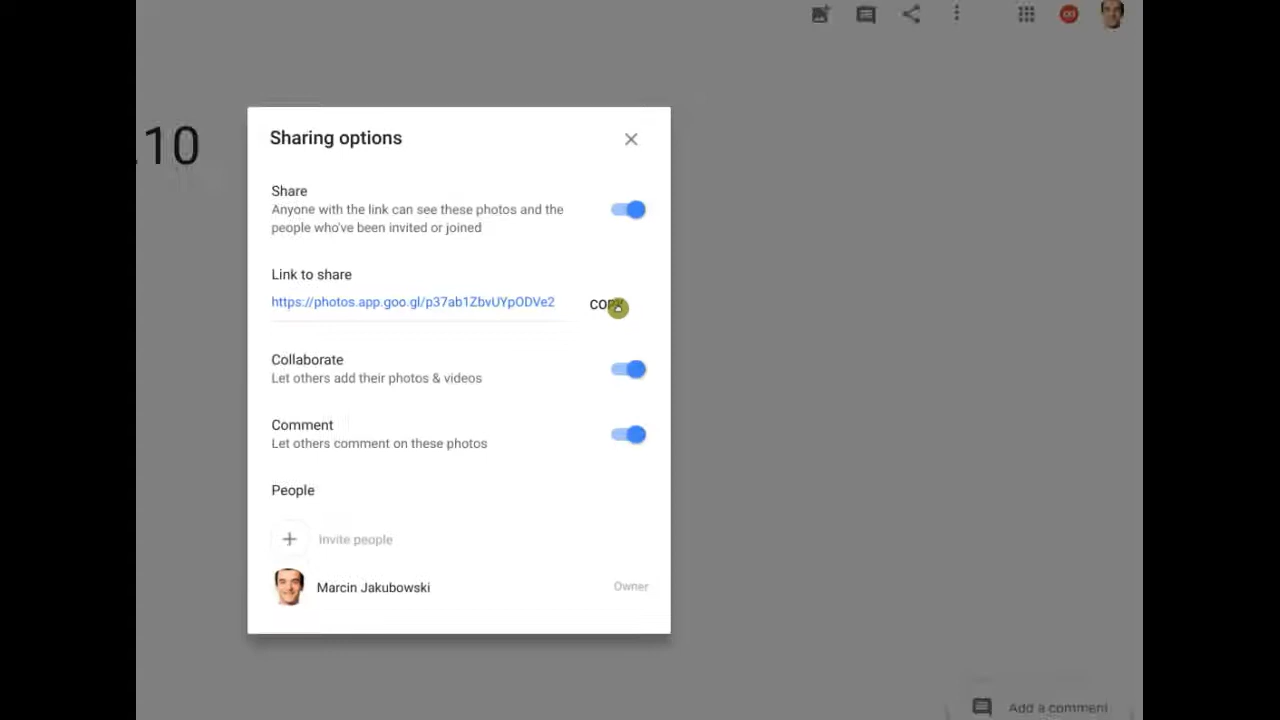 .10
Sharing options
Share
Anyone with the link can see these photos and the
people who've been invited or joined
Link to share
https://photos.app.goo.gl/p37ab1ZbvUYpODVe2
COPY
Collaborate
Let others add their photos & videos
Comment
Let others comment on these photos
People
Invite people
Marcin Jakubowski
Owner
Add a comment